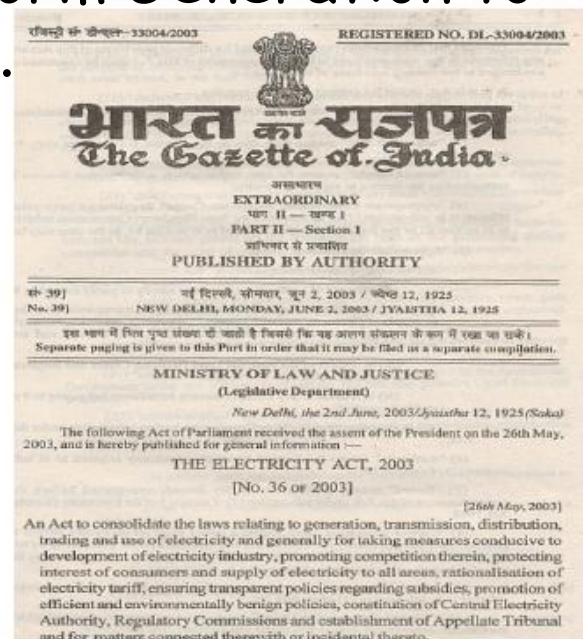 रजिस्ट्री सं० डी०एल०-33004/2003 REGISTERED NO. DL-33004/2003
भारत का राजपत्र
The Gazette of India
असाधारण
EXTRAORDINARY
भाग II — खण्ड 1
PART II — Section 1
प्राधिकार से प्रकाशित
PUBLISHED BY AUTHORITY
सं० 39] नई दिल्ली, सोमवार, जून 2, 2003 / ज्येष्ठ 12, 1925
No. 39] NEW DELHI, MONDAY, JUNE 2, 2003 / JYAISTHA 12, 1925
इस भाग में भिन्न पृष्ठ संख्या दी जाती है जिससे कि यह अलग संकलन के रूप में रखा जा सके।
Separate paging is given to this Part in order that it may be filed as a separate compilation.
MINISTRY OF LAW AND JUSTICE
(Legislative Department)
New Delhi, the 2nd June, 2003/Jyaistha 12, 1925 (Saka)
The following Act of Parliament received the assent of the President on the 26th May,
2003, and is hereby published for general information :—
THE ELECTRICITY ACT, 2003
[No. 36 OF 2003]
[26th May, 2003]
An Act to consolidate the laws relating to generation, transmission, distribution,
trading and use of electricity and generally for taking measures conducive to
development of electricity industry, promoting competition therein, protecting
interest of consumers and supply of electricity to all areas, rationalisation of
electricity tariff, ensuring transparent policies regarding subsidies, promotion of
efficient and environmentally benign policies, constitution of Central Electricity
Authority, Regulatory Commissions and establishment of Appellate Tribunal
and for matters connected therewith or incidental thereto.